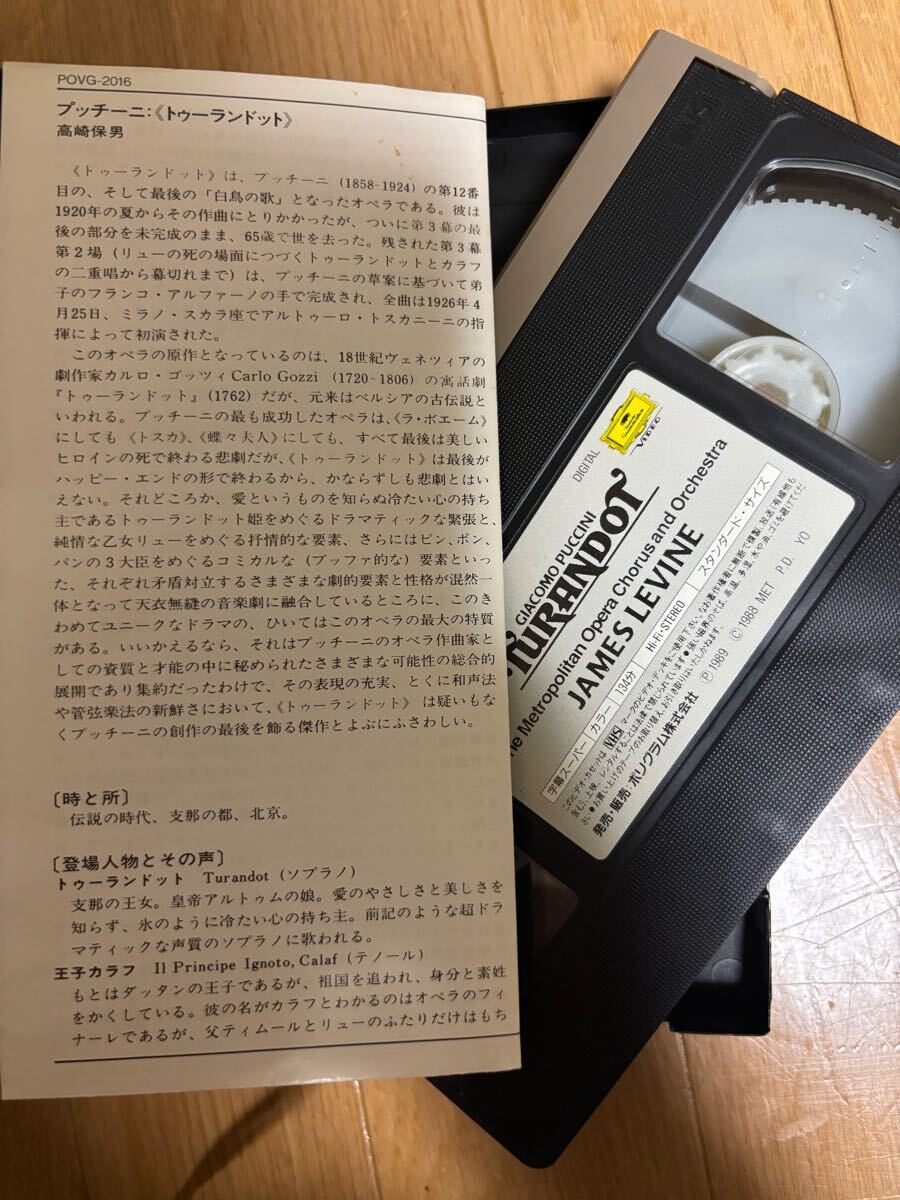 POVG-2016
プッチーニ:《トゥーランドット》
高崎保男
《トゥーランドット》は、プッチーニ (1858-1924) の第12番
目の、そして最後の「白鳥の歌」となったオペラである。彼は
1920年の夏からその作曲にとりかかったが、ついに第3幕の最
後の部分を未完成のまま、65歳で世を去った。残された第3幕
第2場（リューの死の場面につづくトゥーランドットとカラフ
の二重唱から幕切れまで）は、プッチーニの草案に基づいて弟
子のフランコ・アルファーノの手で完成され、全曲は1926年4
月25日、ミラノ・スカラ座でアルトゥーロ・トスカニーニの指
揮によって初演された。
このオペラの原作となっているのは、18世紀ヴェネツィアの
劇作家カルロ・ゴッツィ Carlo Gozzi (1720-1806) の寓話劇
『トゥーランドット』(1762) だが、元来はペルシアの古伝説と
いわれる。プッチーニの最も成功したオペラは、《ラ・ボエーム》
にしても《トスカ》、《蝶々夫人》にしても、すべて最後は美しい
ヒロインの死で終わる悲劇だが、《トゥーランドット》は最後が
ハッピー・エンドの形で終わるから、かならずしも悲劇とはい
えない。それどころか、愛というものを知らぬ冷たい心の持ち
主であるトゥーランドット姫をめぐるドラマティックな緊張と、
純情な乙女リューをめぐる抒情的な要素、さらにはピン、ポン、
パンの3大臣をめぐるコミカルな（ブッファ的な）要素といっ
た、それぞれ矛盾対立するさまざまな劇的要素と性格が混然一
体となって天衣無縫の音楽劇に融合しているところに、このき
わめてユニークなドラマの、ひいてはこのオペラの最大の特質
がある。いいかえるなら、それはプッチーニのオペラ作曲家と
しての資質と才能の中に秘められたさまざまな可能性の総合的
展開であり集約だったわけで、その表現の充実、とくに和声法
や管弦楽法の新鮮さにおいて、《トゥーランドット》は疑いもな
くプッチーニの創作の最後を飾る傑作とよぶにふさわしい。
〔時と所〕
伝説の時代、支那の都、北京。
〔登場人物とその声〕
トゥーランドット Turandot（ソプラノ）
支那の王女。皇帝アルトゥムの娘。愛のやさしさと美しさを
知らず、氷のように冷たい心の持ち主。前記のような超ドラ
マティックな声質のソプラノに歌われる。
王子カラフ Il Principe Ignoto, Calaf（テノール）
もとはダッタンの王子であるが、祖国を追われ、身分と素姓
をかくしている。彼の名がカラフとわかるのはオペラのフィ
ナーレであるが、父ティムールとリューのふたりだけはもち
VHS
DIGITAL
VIDEO
GIACOMO PUCCINI
TURANDOT
The Metropolitan Opera Chorus and Orchestra
JAMES LEVINE
字幕スーパー カラー 134分 Hi-Fi・STEREO スタンダード・サイズ
発売・販売：ポリグラム株式会社 Ⓟ 1989 Ⓒ 1988 MET P.D. YO